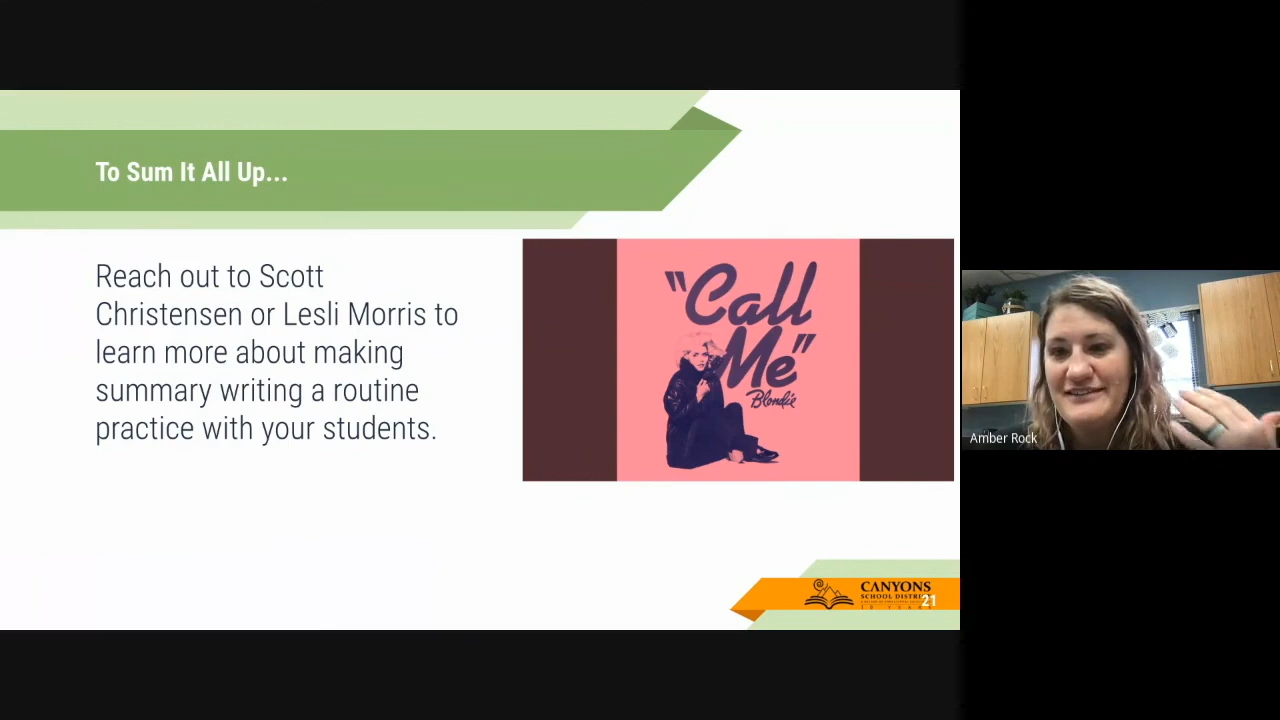 To Sum It All Up...
Reach out to Scott
Christensen or Lesli Morris to
learn more about making
summary writing a routine
practice with your students.
"Call
Me"
Blondie
Amber Rock
CANYONS
SCHOOL
21